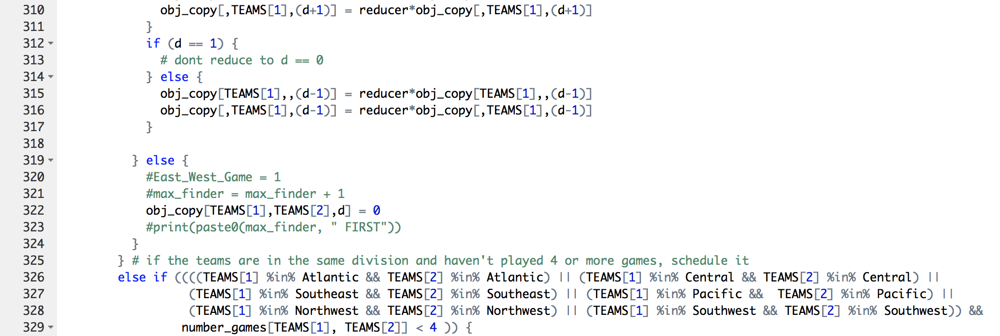 310 obj_copy[,TEAMS[1],(d+1)] = reducer*obj_copy[,TEAMS[1],(d+1)]
311 }
312 if (d == 1) {
313 # dont reduce to d == 0
314 } else {
315 obj_copy[TEAMS[1],,(d-1)] = reducer*obj_copy[TEAMS[1],,(d-1)]
316 obj_copy[,TEAMS[1],(d-1)] = reducer*obj_copy[,TEAMS[1],(d-1)]
317 }
318
319 } else {
320 #East_West_Game = 1
321 #max_finder = max_finder + 1
322 obj_copy[TEAMS[1],TEAMS[2],d] = 0
323 #print(paste0(max_finder, " FIRST"))
324 }
325 } # if the teams are in the same division and haven't played 4 or more games, schedule it
326 else if ((((TEAMS[1] %in% Atlantic && TEAMS[2] %in% Atlantic) || (TEAMS[1] %in% Central && TEAMS[2] %in% Central) ||
327 (TEAMS[1] %in% Southeast && TEAMS[2] %in% Southeast) || (TEAMS[1] %in% Pacific &&  TEAMS[2] %in% Pacific) ||
328 (TEAMS[1] %in% Northwest && TEAMS[2] %in% Northwest) || (TEAMS[1] %in% Southwest && TEAMS[2] %in% Southwest)) &&
329 number_games[TEAMS[1], TEAMS[2]] < 4 )) {